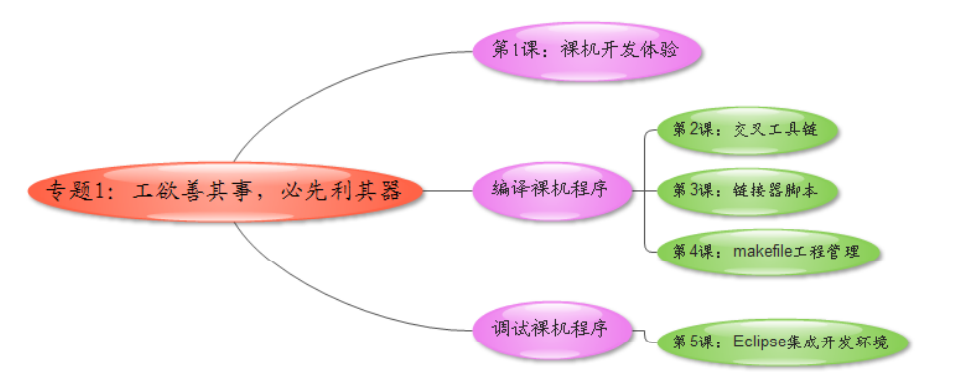 专题1：工欲善其事，必先利其器
第1课：裸机开发体验
编译裸机程序
第2课：交叉工具链
第3课：链接器脚本
第4课：makefile工程管理
调试裸机程序
第5课：Eclipse集成开发环境